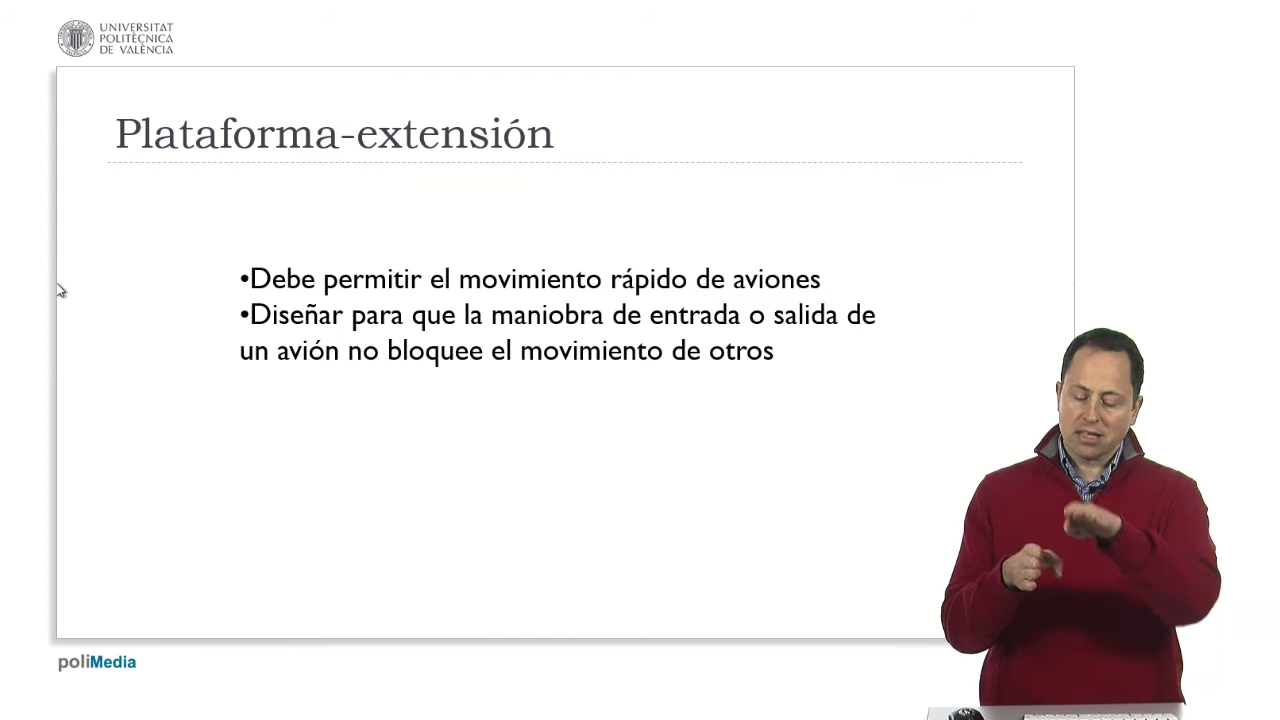 UNIVERSITAT
POLITÈCNICA
DE VALÈNCIA
Plataforma-extensión
•Debe permitir el movimiento rápido de aviones
•Diseñar para que la maniobra de entrada o salida de
un avión no bloquee el movimiento de otros
poliMedia